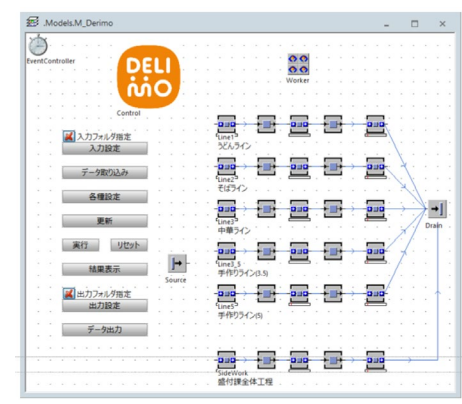 .Models.M_Derimo
EventController
DELI
mo
Control
Worker
入力フォルダ指定
入力設定
データ取り込み
各種設定
更新
実行 リセット
結果表示
出力フォルダ指定
出力設定
データ出力
Source
Line1
うどんライン
Line2
そばライン
Line3
中華ライン
Line3_5
手作りライン(3.5)
Line5
手作りライン(5)
SideWork
盛付課全体工程
Drain